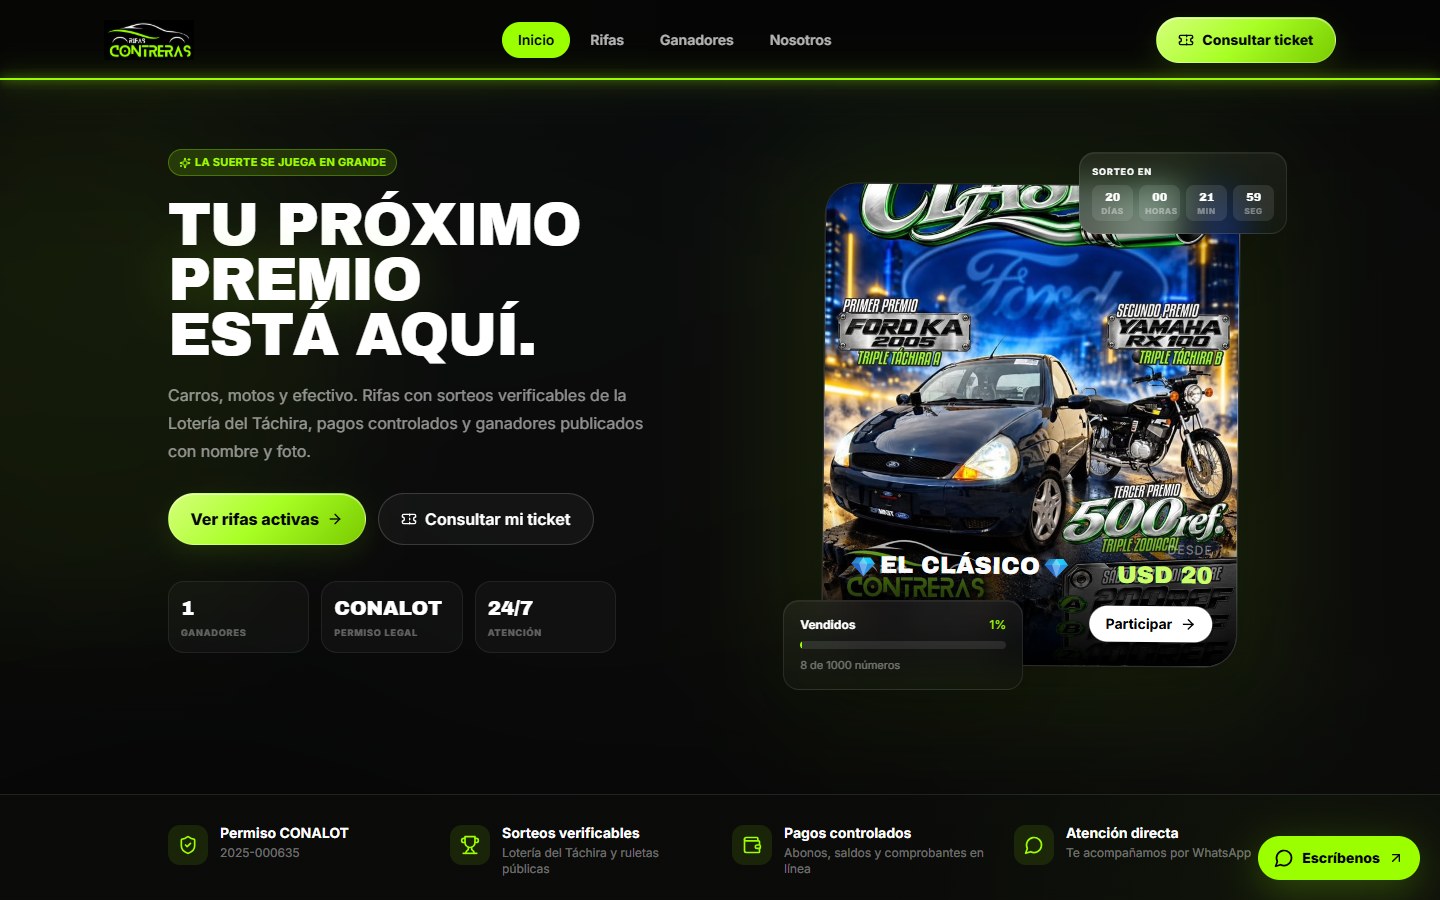 RIFAS
CONTRERAS
Inicio
Rifas
Ganadores
Nosotros
Consultar ticket
LA SUERTE SE JUEGA EN GRANDE
TU PRÓXIMO
PREMIO
ESTÁ AQUÍ.
Carros, motos y efectivo. Rifas con sorteos verificables de la
Lotería del Táchira, pagos controlados y ganadores publicados
con nombre y foto.
Ver rifas activas
Consultar mi ticket
1
GANADORES
CONALOT
PERMISO LEGAL
24/7
ATENCIÓN
SORTEO EN
20 00 21 59
DÍAS HORAS MIN SEG
Ford
PRIMER PREMIO
FORD KA
2005
TRIPLE TÁCHIRA A
SEGUNDO PREMIO
YAMAHA
RX 100
TRIPLE TÁCHIRA B
TERCER PREMIO
500 ref.
TRIPLE ZODIACAL
DESDE
EL CLÁSICO
USD 20
CONTRERAS
Participar
Vendidos 1%
8 de 1000 números
Permiso CONALOT
2025-000635
Sorteos verificables
Lotería del Táchira y ruletas
públicas
Pagos controlados
Abonos, saldos y comprobantes en
línea
Atención directa
Te acompañamos por WhatsApp
Escríbenos